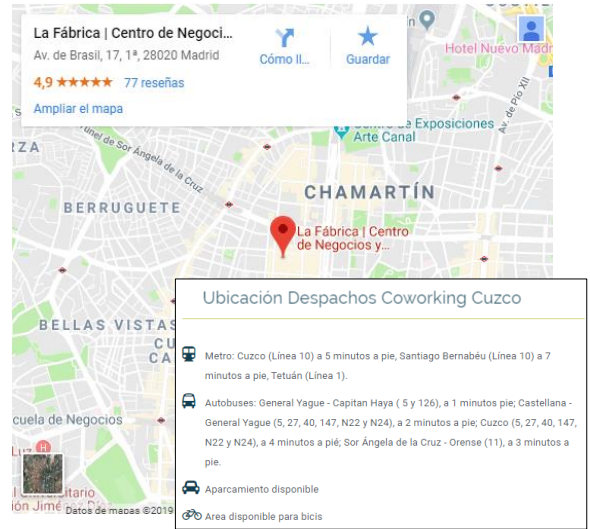 La Fábrica | Centro de Negoci...
Av. de Brasil, 17, 1ª, 28020 Madrid
4,9 ★★★★★ 77 reseñas
Ampliar el mapa
Cómo ll...
Guardar
Hotel Nuevo Madr
Av. de Pío XII
de Exposiciones
Arte Canal
Túnel de Sor Ángela de la Cruz
RZA
CHAMARTÍN
BERRUGUETE
La Fábrica | Centro
de Negocios y...
BELLAS VISTAS
CU
CA
cuela de Negocios
Datos de mapas ©2019
Ubicación Despachos Coworking Cuzco
Metro: Cuzco (Línea 10) a 5 minutos a pie, Santiago Bernabéu (Línea 10) a 7
minutos a pie, Tetuán (Línea 1).
Autobuses: General Yague - Capitan Haya ( 5 y 126), a 1 minutos pie; Castellana -
General Yague (5, 27, 40, 147, N22 y N24), a 2 minutos a pie; Cuzco (5, 27, 40, 147,
N22 y N24), a 4 minutos a pié; Sor Ángela de la Cruz - Orense (11), a 3 minutos a
pie.
Aparcamiento disponible
Area disponible para bicis